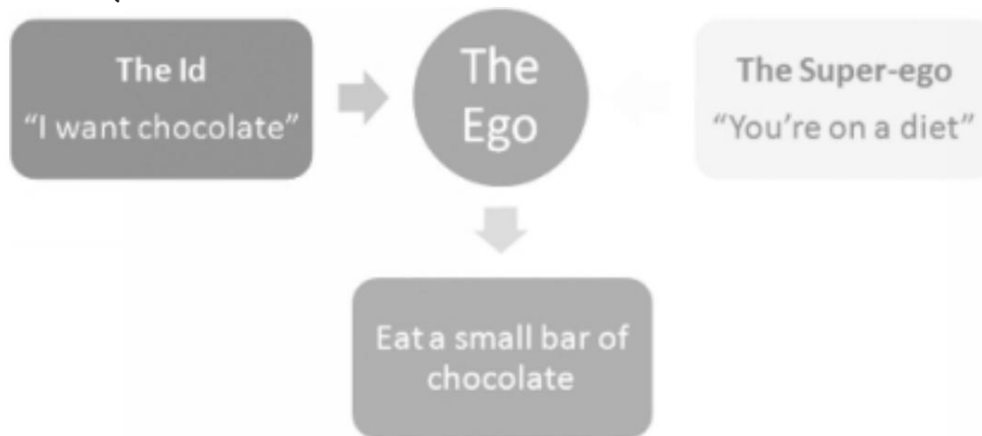 The Id
“I want chocolate”
The
Ego
The Super-ego
“You’re on a diet”
Eat a small bar of
chocolate